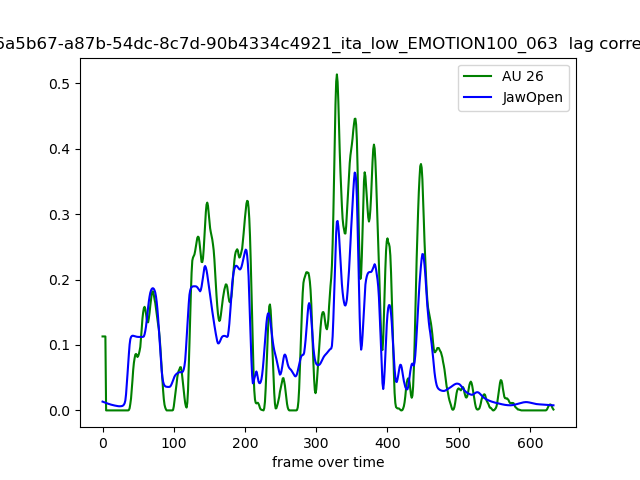 6a5b67-a87b-54dc-8c7d-90b4334c4921_ita_low_EMOTION100_063 lag corre
AU 26
JawOpen
0.5
0.4
0.3
0.2
0.1
0.0
0 100 200 300 400 500 600
frame over time